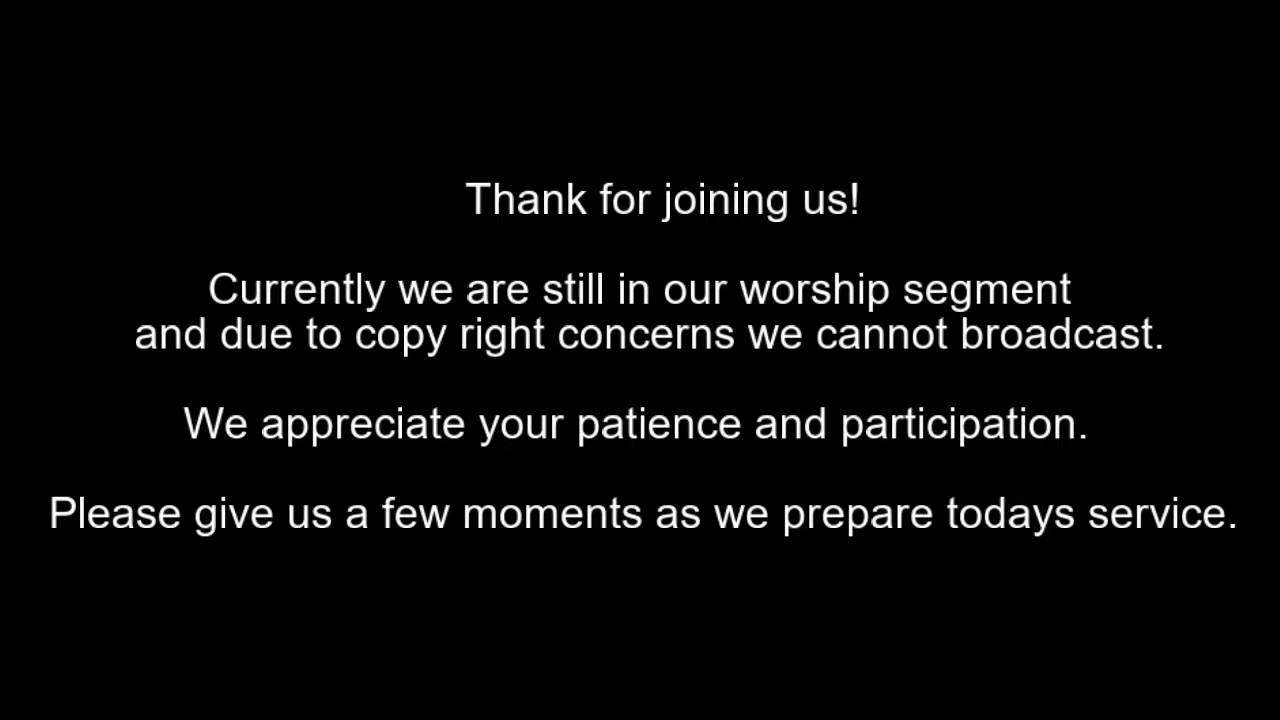 Thank for joining us!
Currently we are still in our worship segment
and due to copy right concerns we cannot broadcast.
We appreciate your patience and participation.
Please give us a few moments as we prepare todays service.